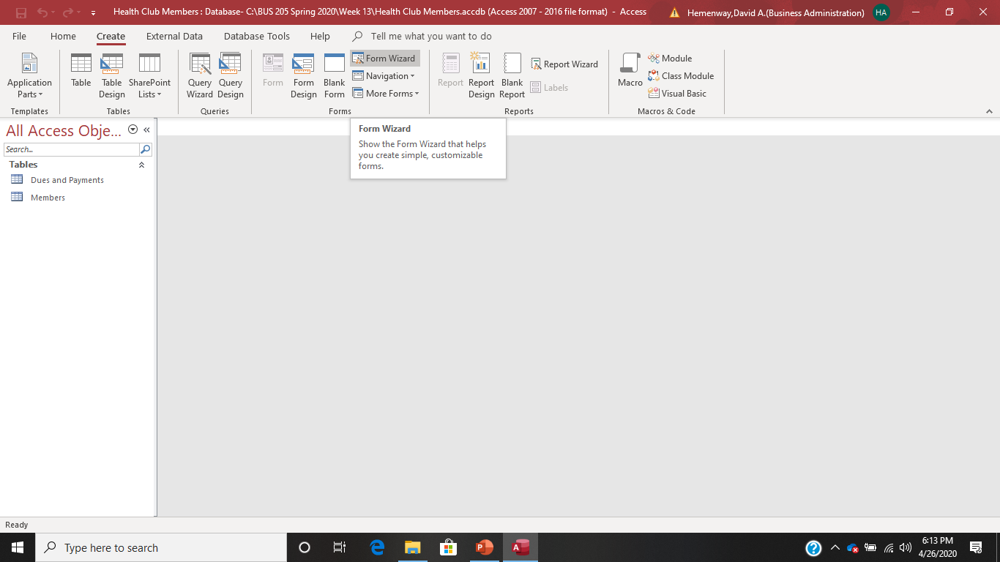 Health Club Members : Database- C:\BUS 205 Spring 2020\Week 13\Health Club Members.accdb (Access 2007 - 2016 file format) - Access
Hemenway,David A.(Business Administration)
HA
File Home Create External Data Database Tools Help Tell me what you want to do
Application Parts
Table
Table Design
SharePoint Lists
Query Wizard
Query Design
Form
Form Design
Blank Form
Form Wizard
Navigation
More Forms
Report
Report Design
Blank Report
Report Wizard
Labels
Macro
Module
Class Module
Visual Basic
Templates Tables Queries Forms Reports Macros & Code
All Access Obje...
Search...
Tables
Dues and Payments
Members
Form Wizard
Show the Form Wizard that helps
you create simple, customizable
forms.
Ready
Type here to search
P
A
6:13 PM
4/26/2020